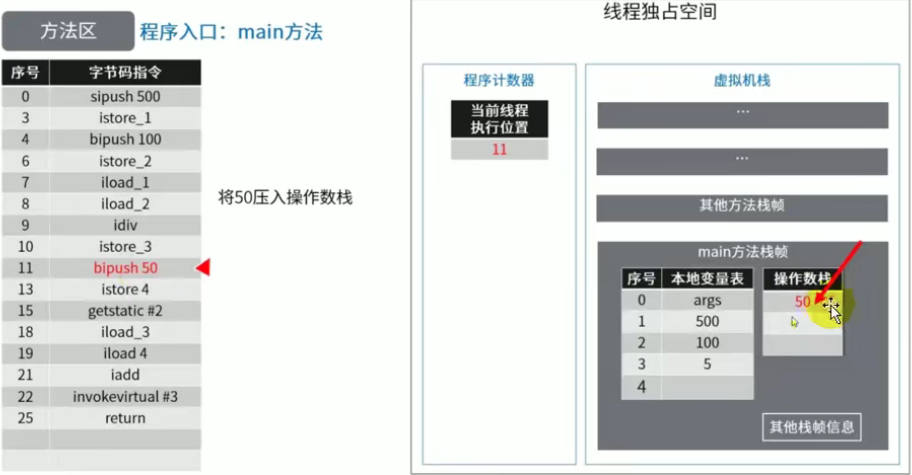 方法区 程序入口：main方法
序号 字节码指令
0 sipush 500
3 istore_1
4 bipush 100
6 istore_2
7 iload_1
8 iload_2
9 idiv
10 istore_3
11 bipush 50
13 istore 4
15 getstatic #2
18 iload_3
19 iload 4
21 iadd
22 invokevirtual #3
25 return
将50压入操作数栈
线程独占空间
程序计数器
当前线程
执行位置
11
虚拟机栈
...
...
其他方法栈帧
main方法栈帧
序号 本地变量表 操作数栈
0 args 50
1 500
2 100
3 5
4
其他栈帧信息